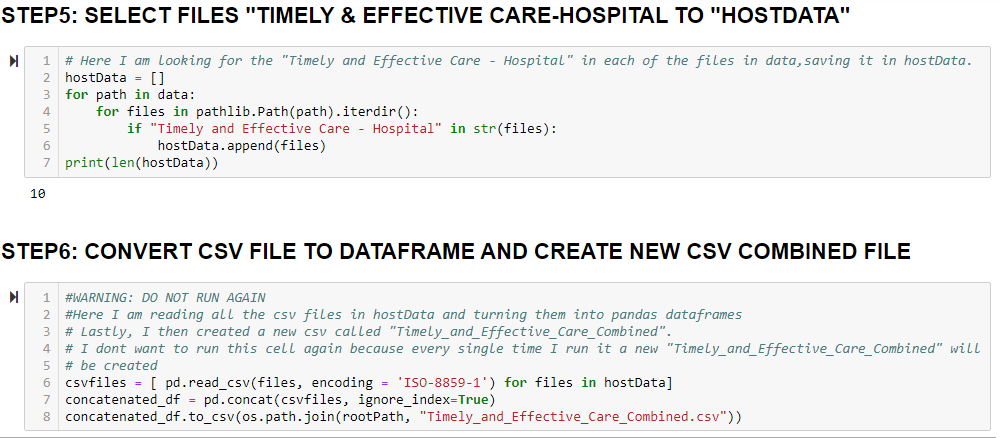 STEP5: SELECT FILES "TIMELY & EFFECTIVE CARE-HOSPITAL TO "HOSTDATA"
1 # Here I am looking for the "Timely and Effective Care - Hospital" in each of the files in data,saving it in hostData.
2 hostData = []
3 for path in data:
4     for files in pathlib.Path(path).iterdir():
5         if "Timely and Effective Care - Hospital" in str(files):
6             hostData.append(files)
7 print(len(hostData))
10
STEP6: CONVERT CSV FILE TO DATAFRAME AND CREATE NEW CSV COMBINED FILE
1 #WARNING: DO NOT RUN AGAIN
2 #Here I am reading all the csv files in hostData and turning them into pandas dataframes
3 # Lastly, I then created a new csv called "Timely_and_Effective_Care_Combined".
4 # I dont want to run this cell again because every single time I run it a new "Timely_and_Effective_Care_Combined" will
5 # be created
6 csvfiles = [ pd.read_csv(files, encoding = 'ISO-8859-1') for files in hostData]
7 concatenated_df = pd.concat(csvfiles, ignore_index=True)
8 concatenated_df.to_csv(os.path.join(rootPath, "Timely_and_Effective_Care_Combined.csv"))